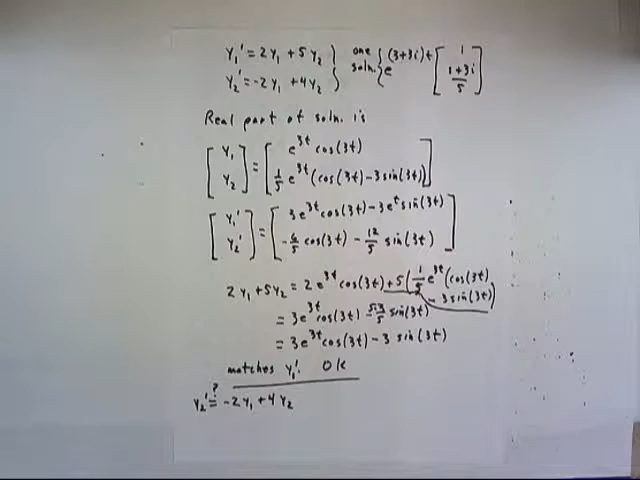 y₁' = 2y₁ + 5y₂ } one soln. { e^(3+3i)t [ 1
y₂' = -2y₁ + 4y₂ (1+3i)/5 ]
Real part of soln. is
[ y₁ y₂ ] = [ e^3t cos(3t)
1/5 e^3t (cos(3t) - 3 sin(3t)) ]
[ y₁' y₂' ] = [ 3e^3t cos(3t) - 3e^t sin(3t)
-6/5 cos(3t) - 12/5 sin(3t) ]
2y₁ + 5y₂ = 2e^3t cos(3t) + 5( 1/5 e^3t (cos(3t)
- 3 sin(3t))
= 3e^3t cos(3t) sin(3t)
= 3e^3t cos(3t) - 3 sin(3t)
matches y₁'. OK
y₂' ?= -2y₁ + 4y₂